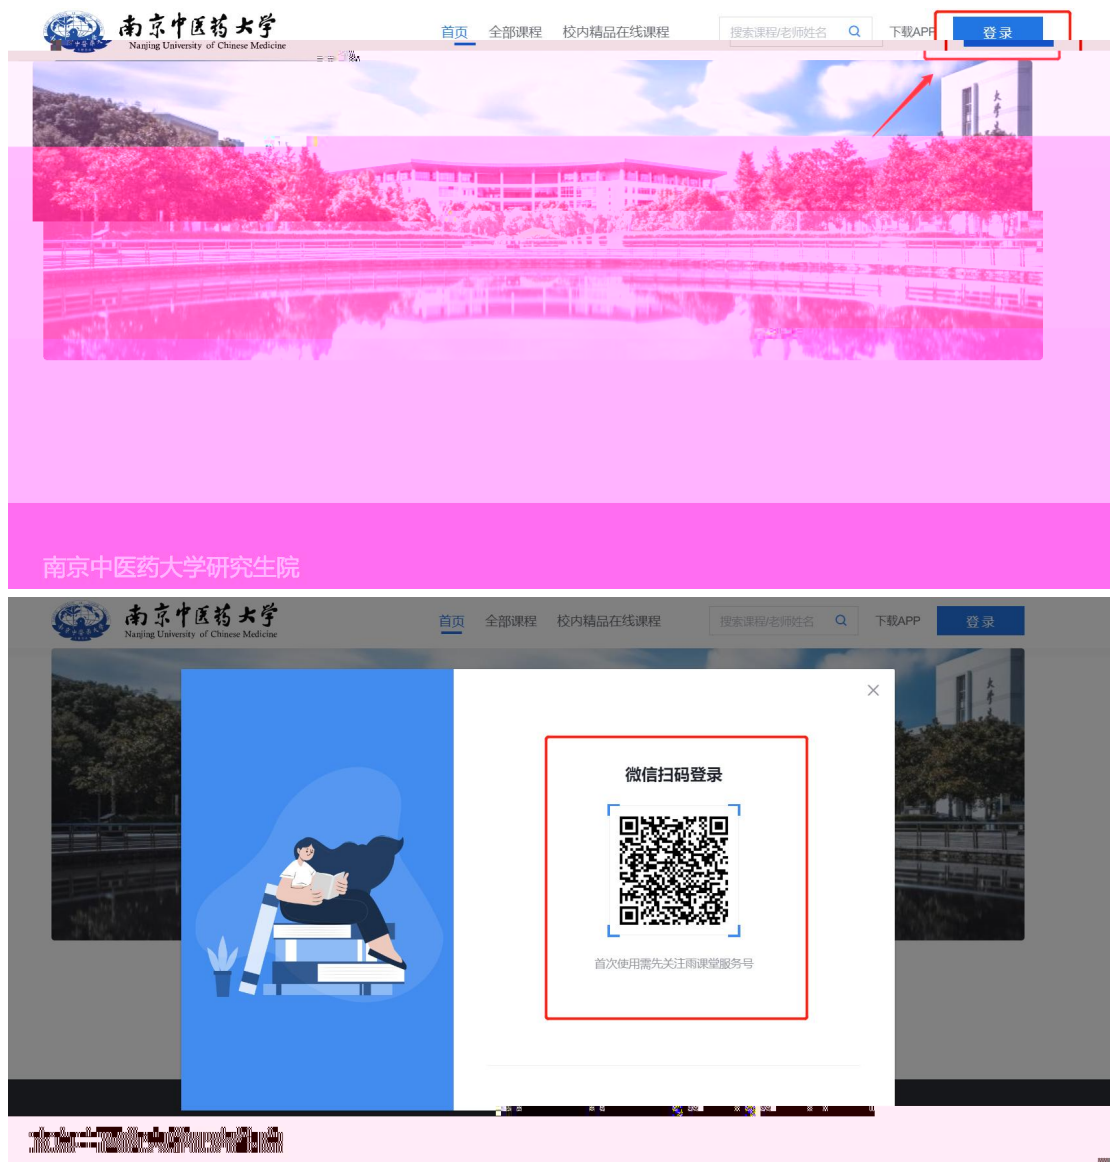 南京中医药大学
Nanjing University of Chinese Medicine
首页 全部课程 校内精品在线课程 搜索课程/老师姓名 下载APP 登录
大学
南京中医药大学研究生院
南京中医药大学
Nanjing University of Chinese Medicine
首页 全部课程 校内精品在线课程 搜索课程/老师姓名 下载APP 登录
大学
微信扫码登录
首次使用需先关注雨课堂服务号